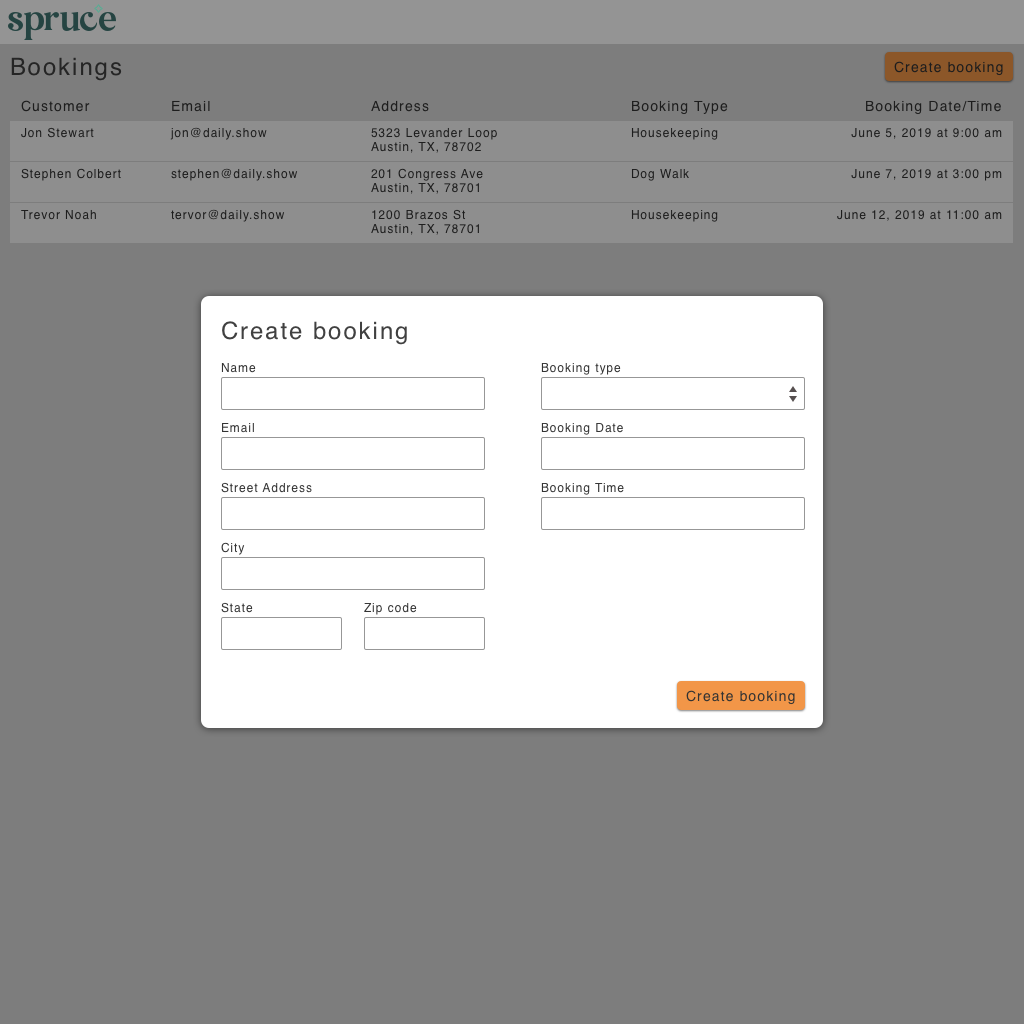 spruce
Bookings
Create booking
Customer Email Address Booking Type Booking Date/Time
Jon Stewart jon@daily.show 5323 Levander Loop Housekeeping June 5, 2019 at 9:00 am
Austin, TX, 78702
Stephen Colbert stephen@daily.show 201 Congress Ave Dog Walk June 7, 2019 at 3:00 pm
Austin, TX, 78701
Trevor Noah tervor@daily.show 1200 Brazos St Housekeeping June 12, 2019 at 11:00 am
Austin, TX, 78701
Create booking
Name Booking type
Email Booking Date
Street Address Booking Time
City
State Zip code
Create booking